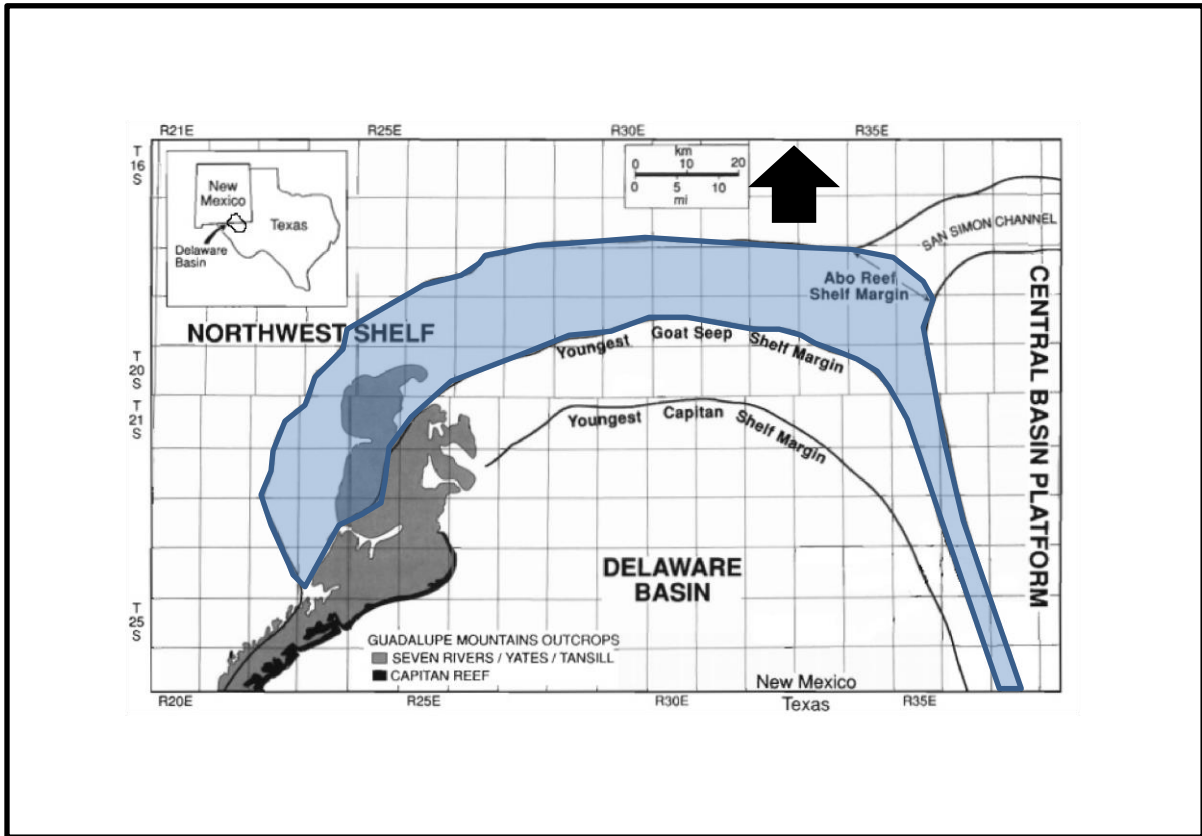 R21E
R25E
R30E
R35E
T
16
S
New
Mexico
Texas
Delaware
Basin
km
0 10 20
0 5 10
mi
SAN SIMON CHANNEL
Abo Reef
Shelf Margin
NORTHWEST SHELF
CENTRAL BASIN PLATFORM
Youngest Goat Seep Shelf Margin
T
20
S
T
21
S
Youngest Capitan Shelf Margin
DELAWARE
BASIN
T
25
S
GUADALUPE MOUNTAINS OUTCROPS
SEVEN RIVERS / YATES / TANSILL
CAPITAN REEF
New Mexico
Texas
R20E
R25E
R30E
R35E